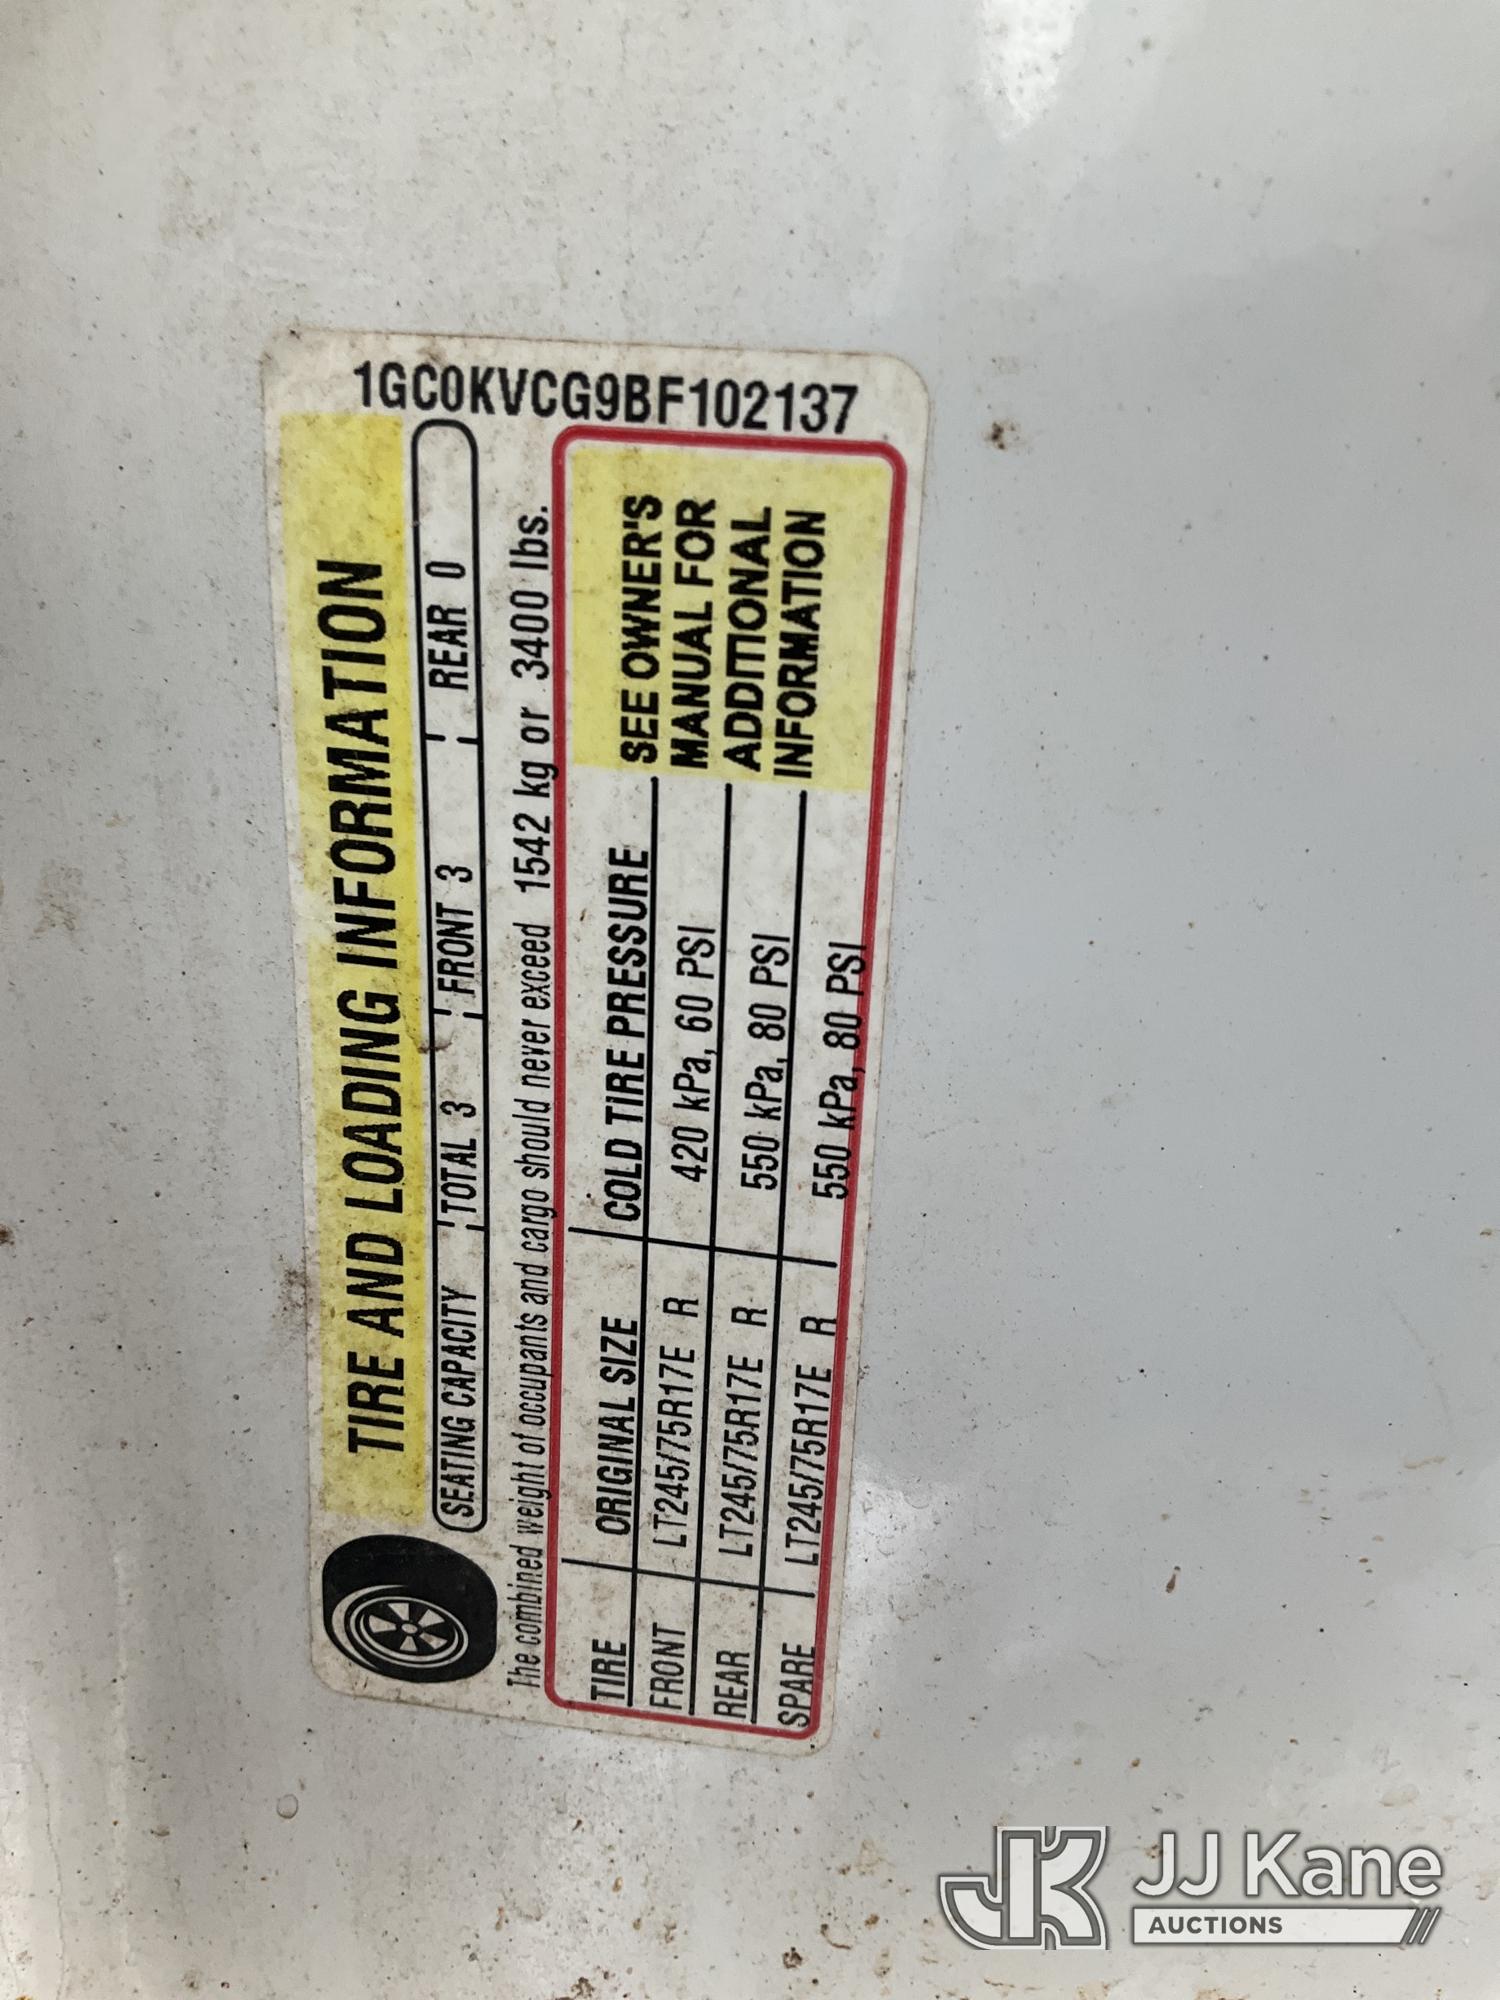 1GC0KVCG9BF102137
TIRE AND LOADING INFORMATION
SEATING CAPACITY TOTAL 3 FRONT 3 REAR 0
The combined weight of occupants and cargo should never exceed 1542 kg or 3400 lbs.
TIRE ORIGINAL SIZE COLD TIRE PRESSURE
FRONT LT245/75R17E R 420 kPa, 60 PSI
REAR LT245/75R17E R 550 kPa, 80 PSI
SPARE LT245/75R17E R 550 kPa, 80 PSI
SEE OWNER'S
MANUAL FOR
ADDITIONAL
INFORMATION
JK JJ Kane
AUCTIONS